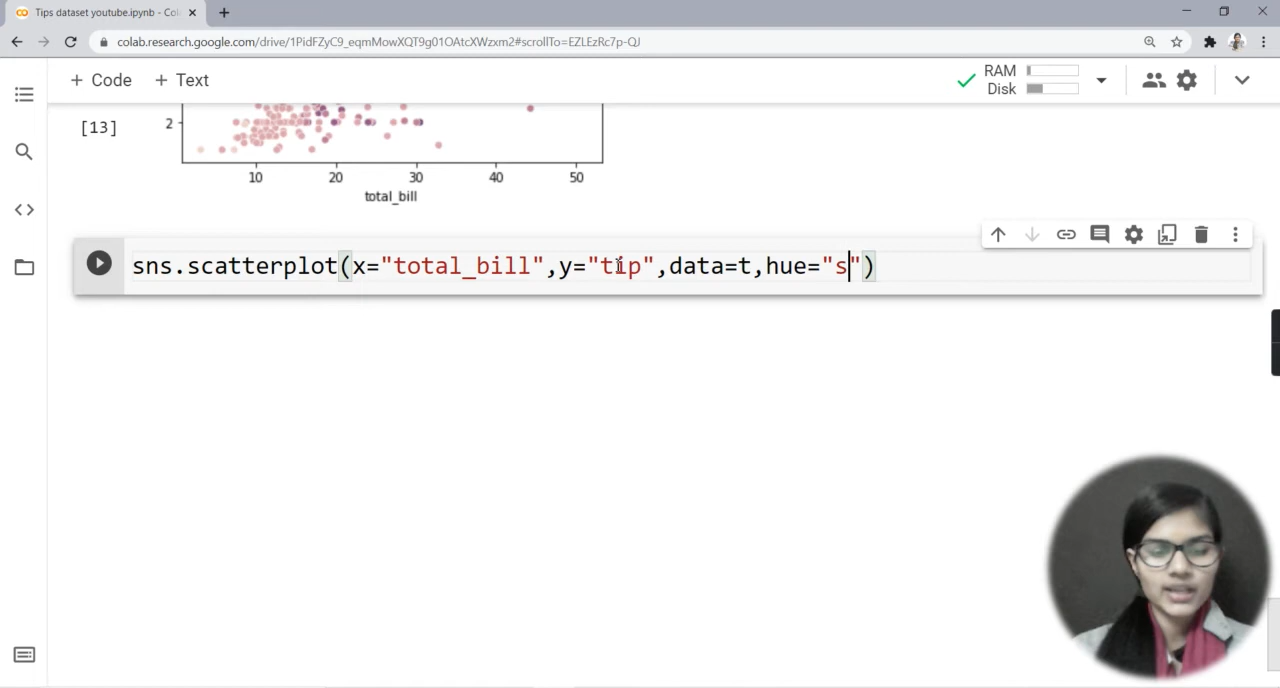 Tips dataset youtube.ipynb - Col
colab.research.google.com/drive/1PidFZyC9_eqmMowXQT9g01OAtcXWzxm2#scrollTo=EZLEzRc7p-QJ
+ Code + Text
RAM
Disk
[13]
2
10 20 30 40 50
total_bill
sns.scatterplot(x="total_bill",y="tip",data=t,hue="s")